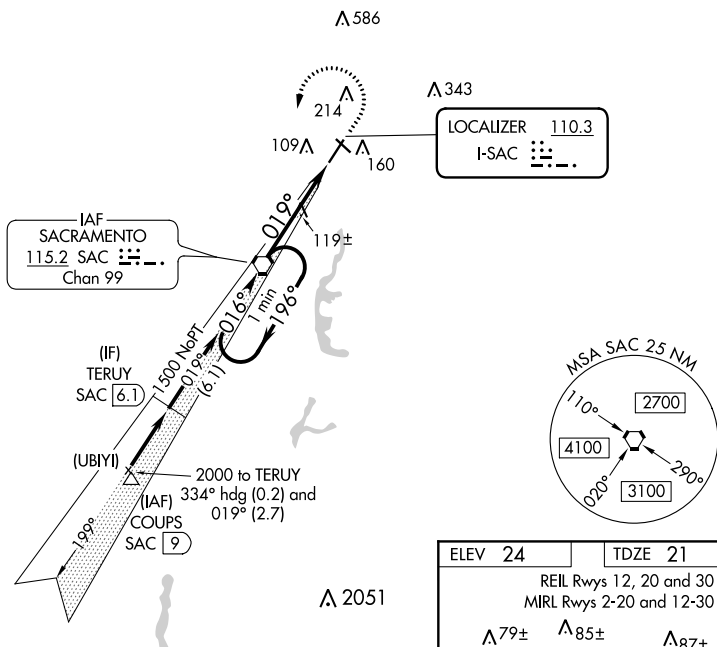 586
343
214
109
160
LOCALIZER 110.3
I-SAC
019°
119±
IAF
SACRAMENTO
115.2 SAC
Chan 99
016°
1 min
196°
1500 NoPT
019°
(6.1)
(IF)
TERUY
SAC 6.1
(UBIYI)
2000 to TERUY
334° hdg (0.2) and
019° (2.7)
(IAF)
COUPS
SAC 9
199°
2051
MSA SAC 25 NM
110°
2700
4100
020°
290°
3100
ELEV 24
TDZE 21
REIL Rwys 12, 20 and 30
MIRL Rwys 2-20 and 12-30
79±
85±
87±